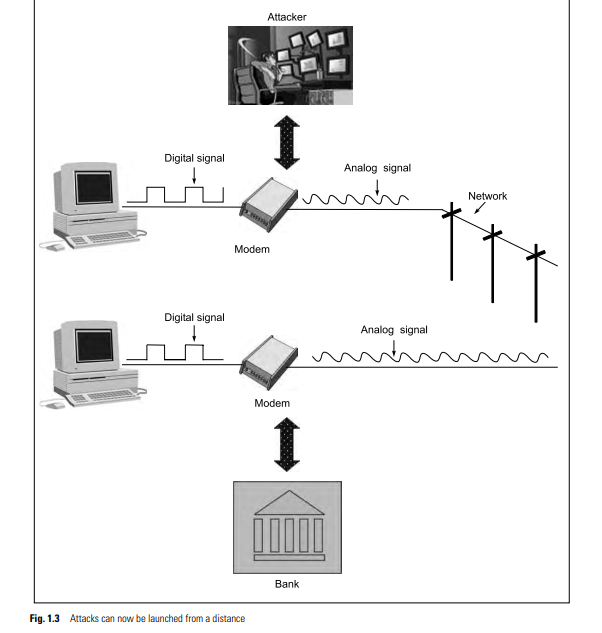 Attacker
Digital signal
Analog signal
Network
Modem
Digital signal
Analog signal
Modem
Bank
Fig. 1.3 Attacks can now be launched from a distance